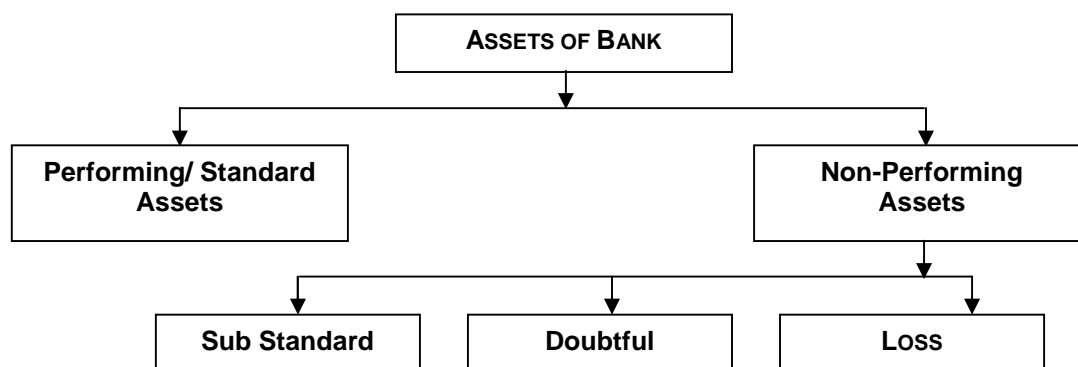 ASSETS OF BANK
Performing/ Standard
Assets
Non-Performing
Assets
Sub Standard
Doubtful
LOSS